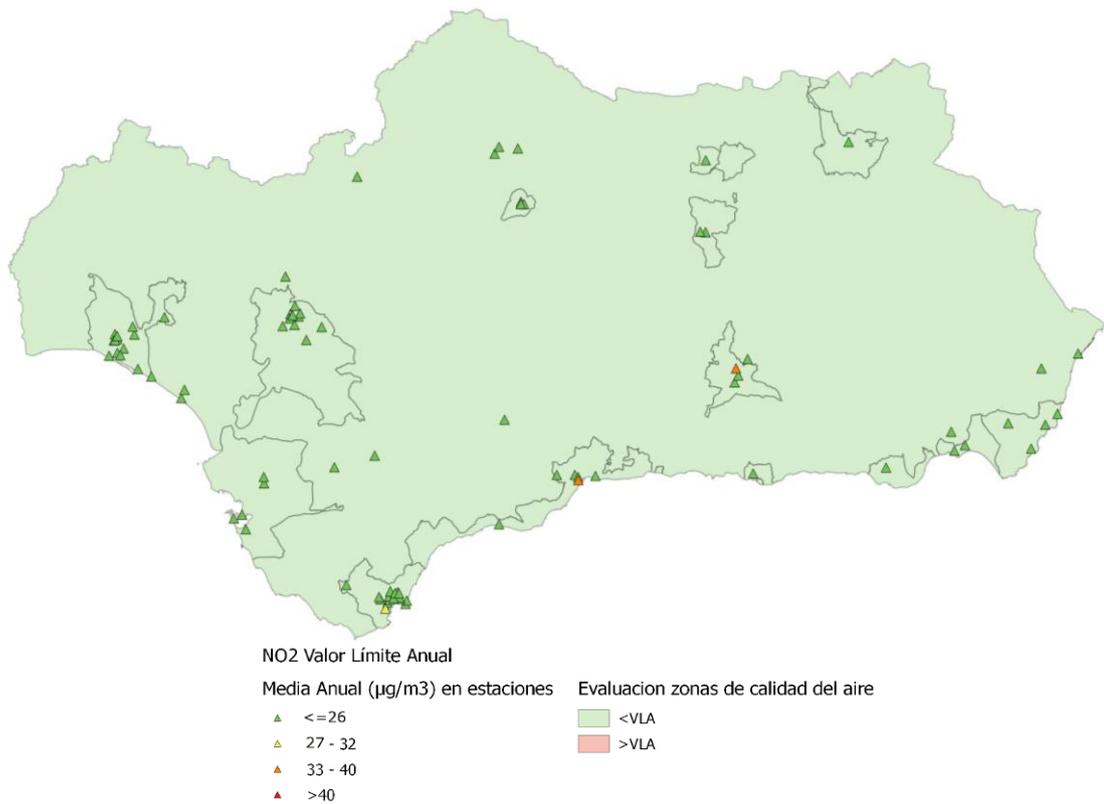 NO2 Valor Límite Anual
Media Anual (µg/m3) en estaciones
<=26
27 - 32
33 - 40
>40
Evaluacion zonas de calidad del aire
<VLA
>VLA